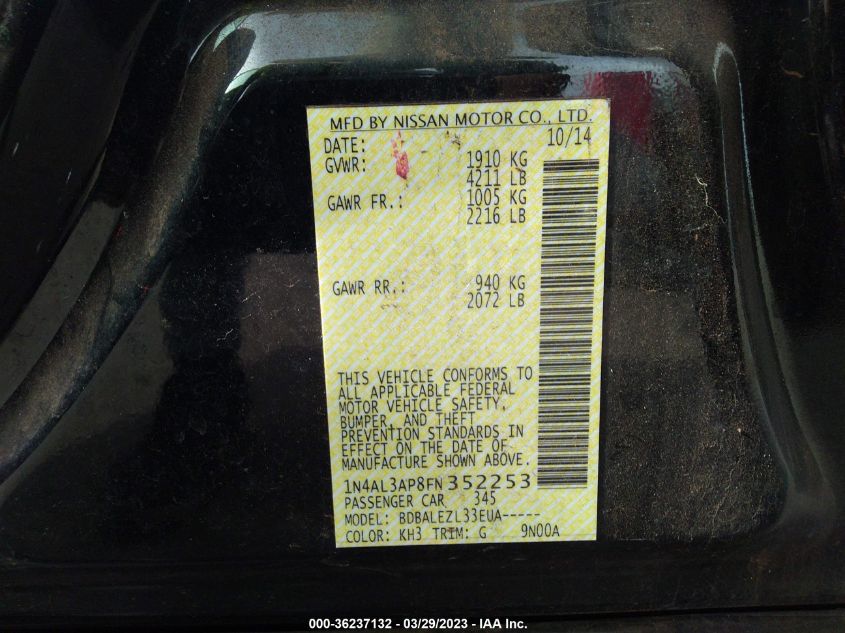 MFD BY NISSAN MOTOR CO., LTD.
DATE: 10/14
GVWR: 1910 KG
4211 LB
GAWR FR.: 1005 KG
2216 LB
GAWR RR.: 940 KG
2072 LB
THIS VEHICLE CONFORMS TO
ALL APPLICABLE FEDERAL
MOTOR VEHICLE SAFETY,
BUMPER, AND THEFT
PREVENTION STANDARDS IN
EFFECT ON THE DATE OF
MANUFACTURE SHOWN ABOVE.
1N4AL3AP8FN352253
PASSENGER CAR 345
MODEL: BDBALEZL33EUA-----
COLOR: KH3 TRIM: G 9N00A
000-36237132 - 03/29/2023 - IAA Inc.